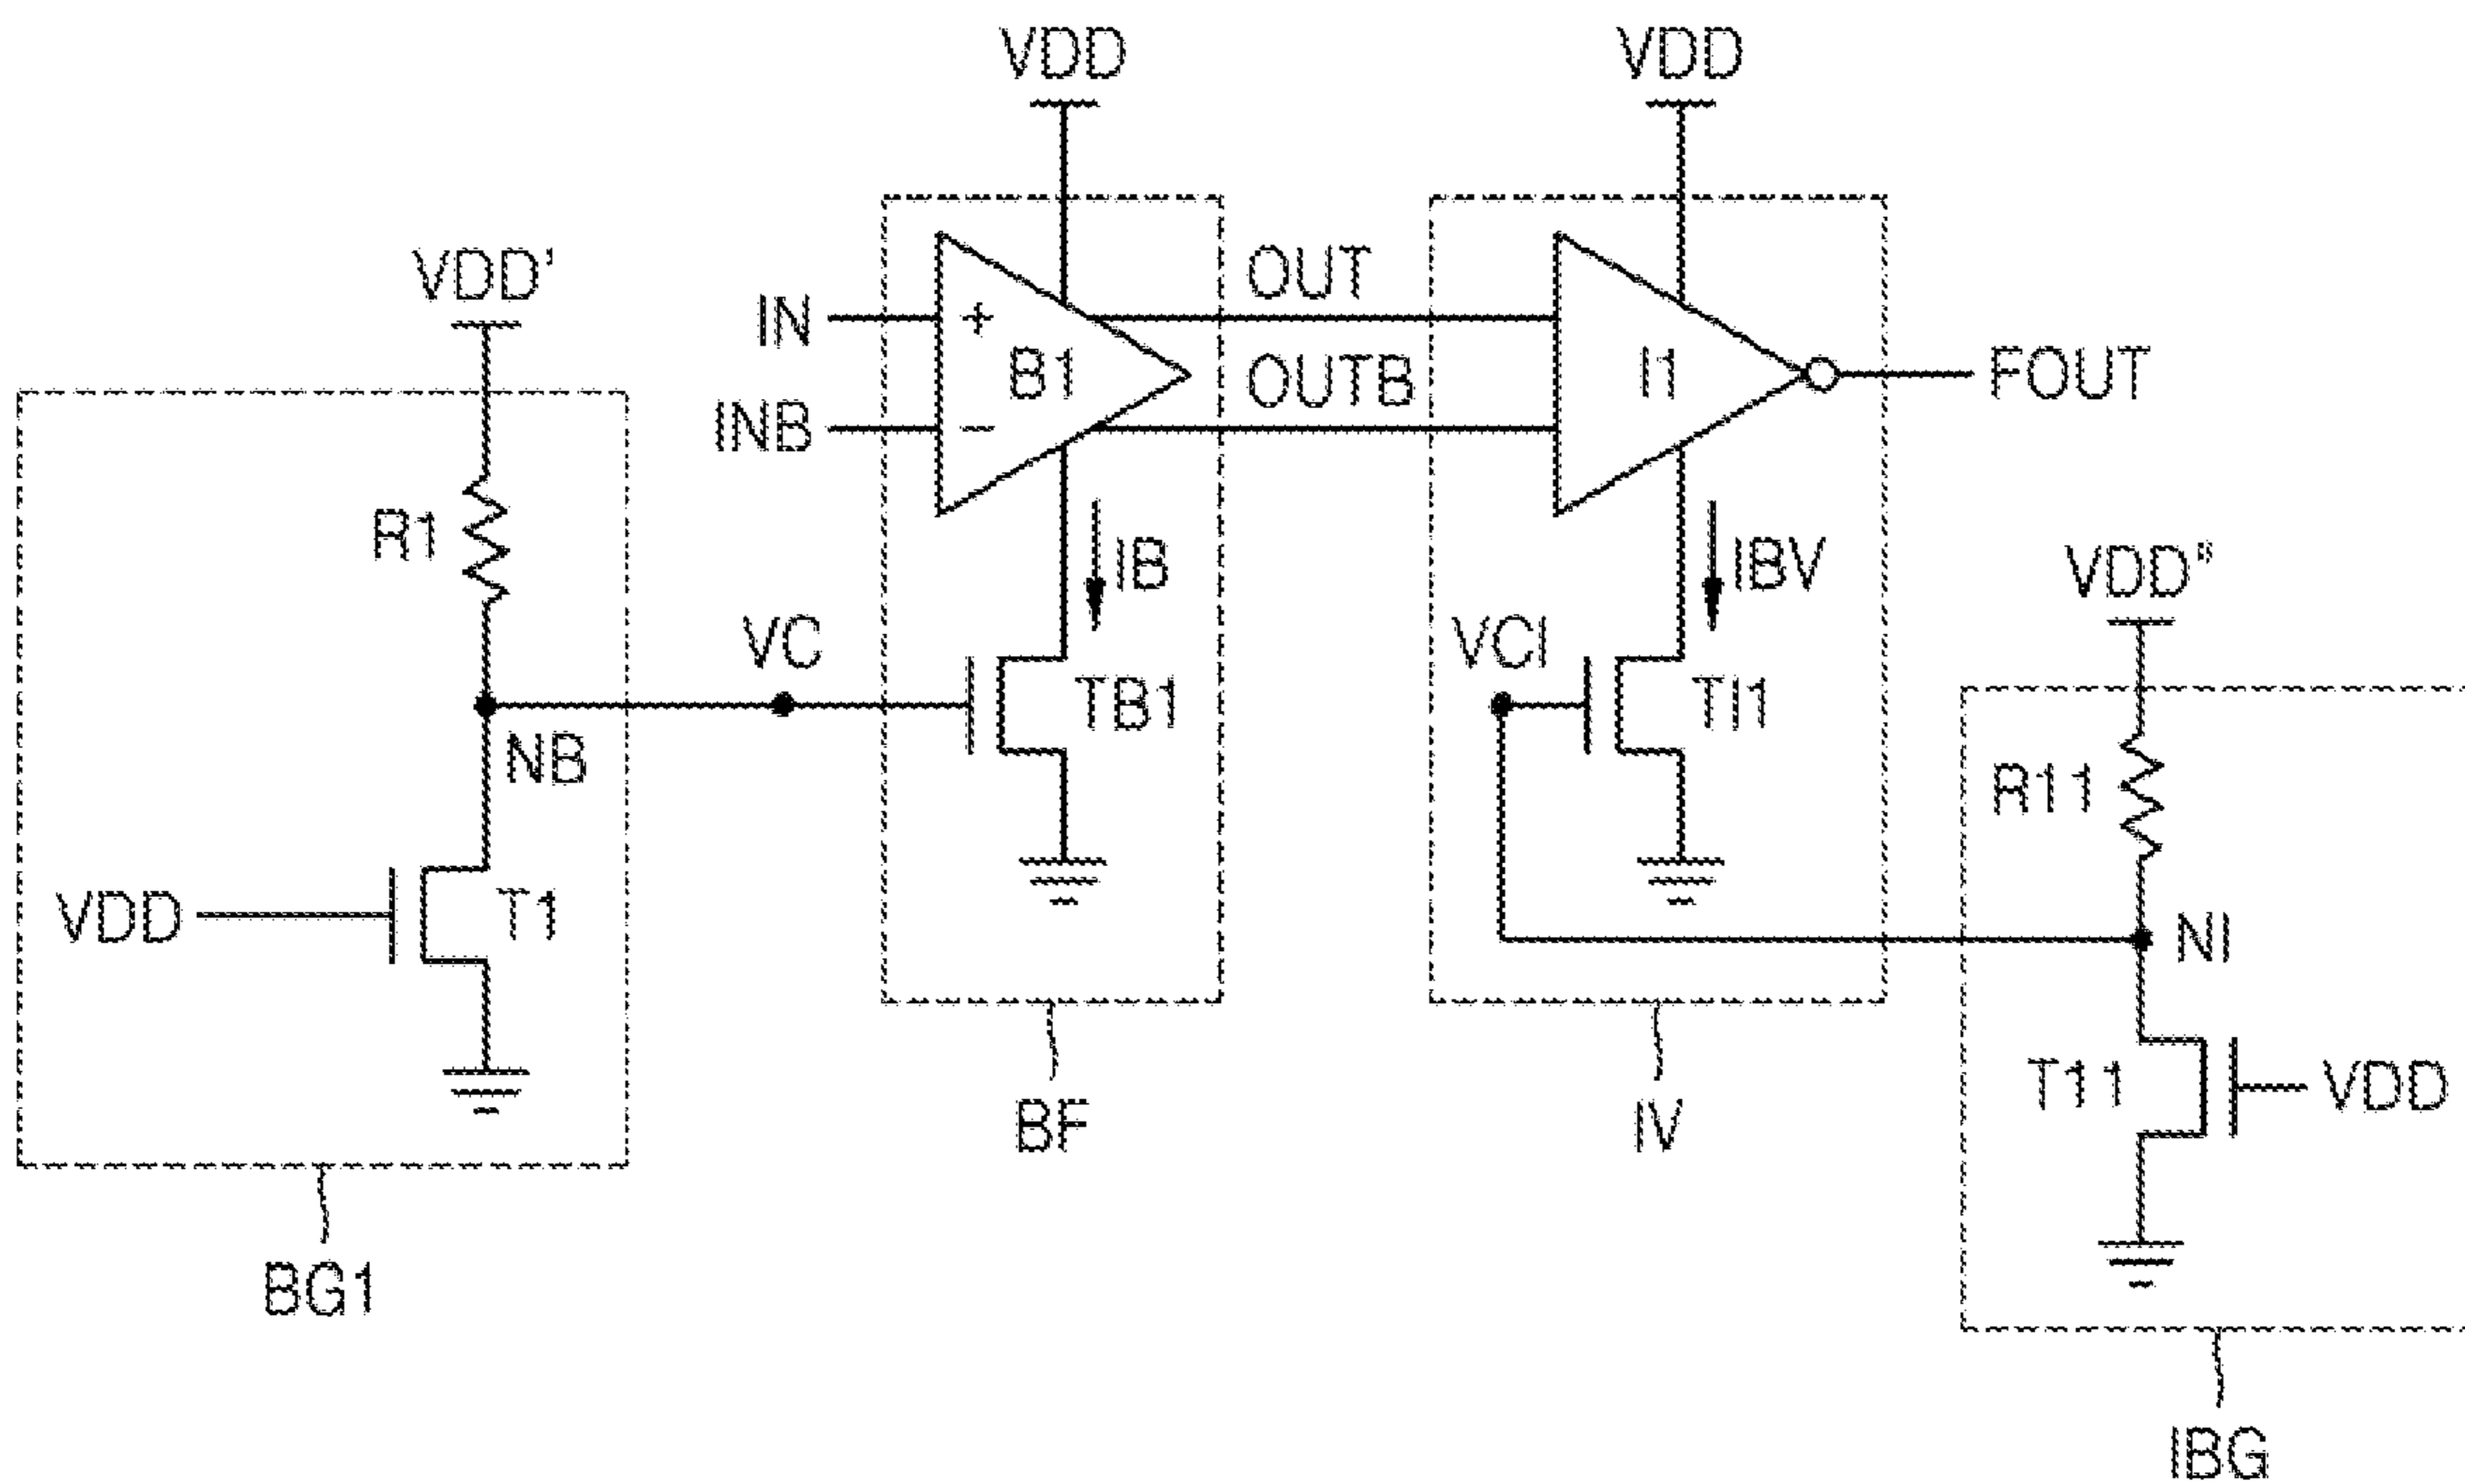 VDD
VDD
VDD'
IN
+
B1
OUT
I1
FOUT
INB
−
OUTB
R1
IB
IBV
VDD"
VC
VCI
TB1
TI1
NB
R11
VDD
T1
NI
T11
VDD
BF
IV
BG1
IBG